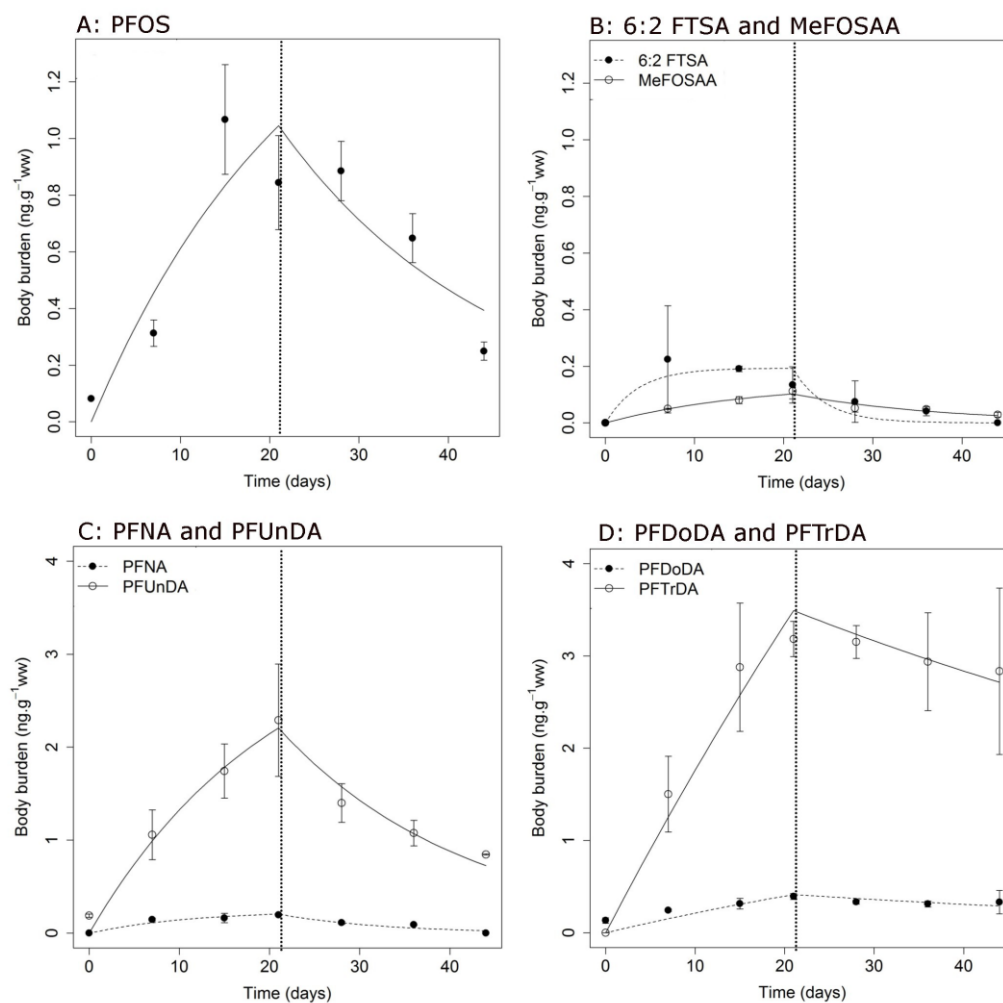 A: PFOS
Body burden (ng.g⁻¹ww)
1.2
1.0
0.8
0.6
0.4
0.2
0.0
0 20 40
10 30
Time (days)
B: 6:2 FTSA and MeFOSAA
6:2 FTSA
MeFOSAA
Body burden (ng.g⁻¹ww)
1.2
1.0
0.8
0.6
0.4
0.2
0.0
0 10 20 30 40
Time (days)
C: PFNA and PFUnDA
PFNA
PFUnDA
Body burden (ng.g⁻¹ww)
4
3
2
1
0
0 10 20 30 40
Time (days)
D: PFDoDA and PFTrDA
PFDoDA
PFTrDA
Body burden (ng.g⁻¹ww)
4
3
2
1
0
0 10 20 30 40
Time (days)